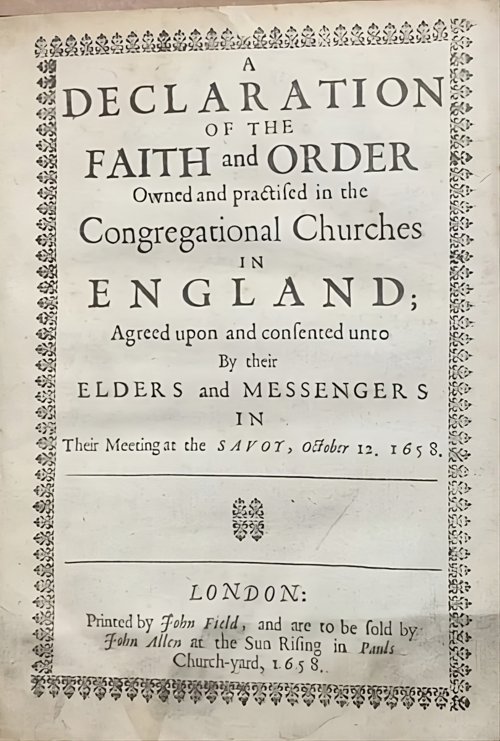 A
DECLARATION
OF THE
FAITH and ORDER
Owned and practiſed in the
Congregational Churches
IN
ENGLAND;
Agreed upon and conſented unto
By their
ELDERS and MESSENGERS
IN
Their Meeting at the SAVOY, October 12. 1658.
LONDON:
Printed by John Field, and are to be ſold by
John Allen at the Sun Riſing in Pauls
Church-yard, 1658.